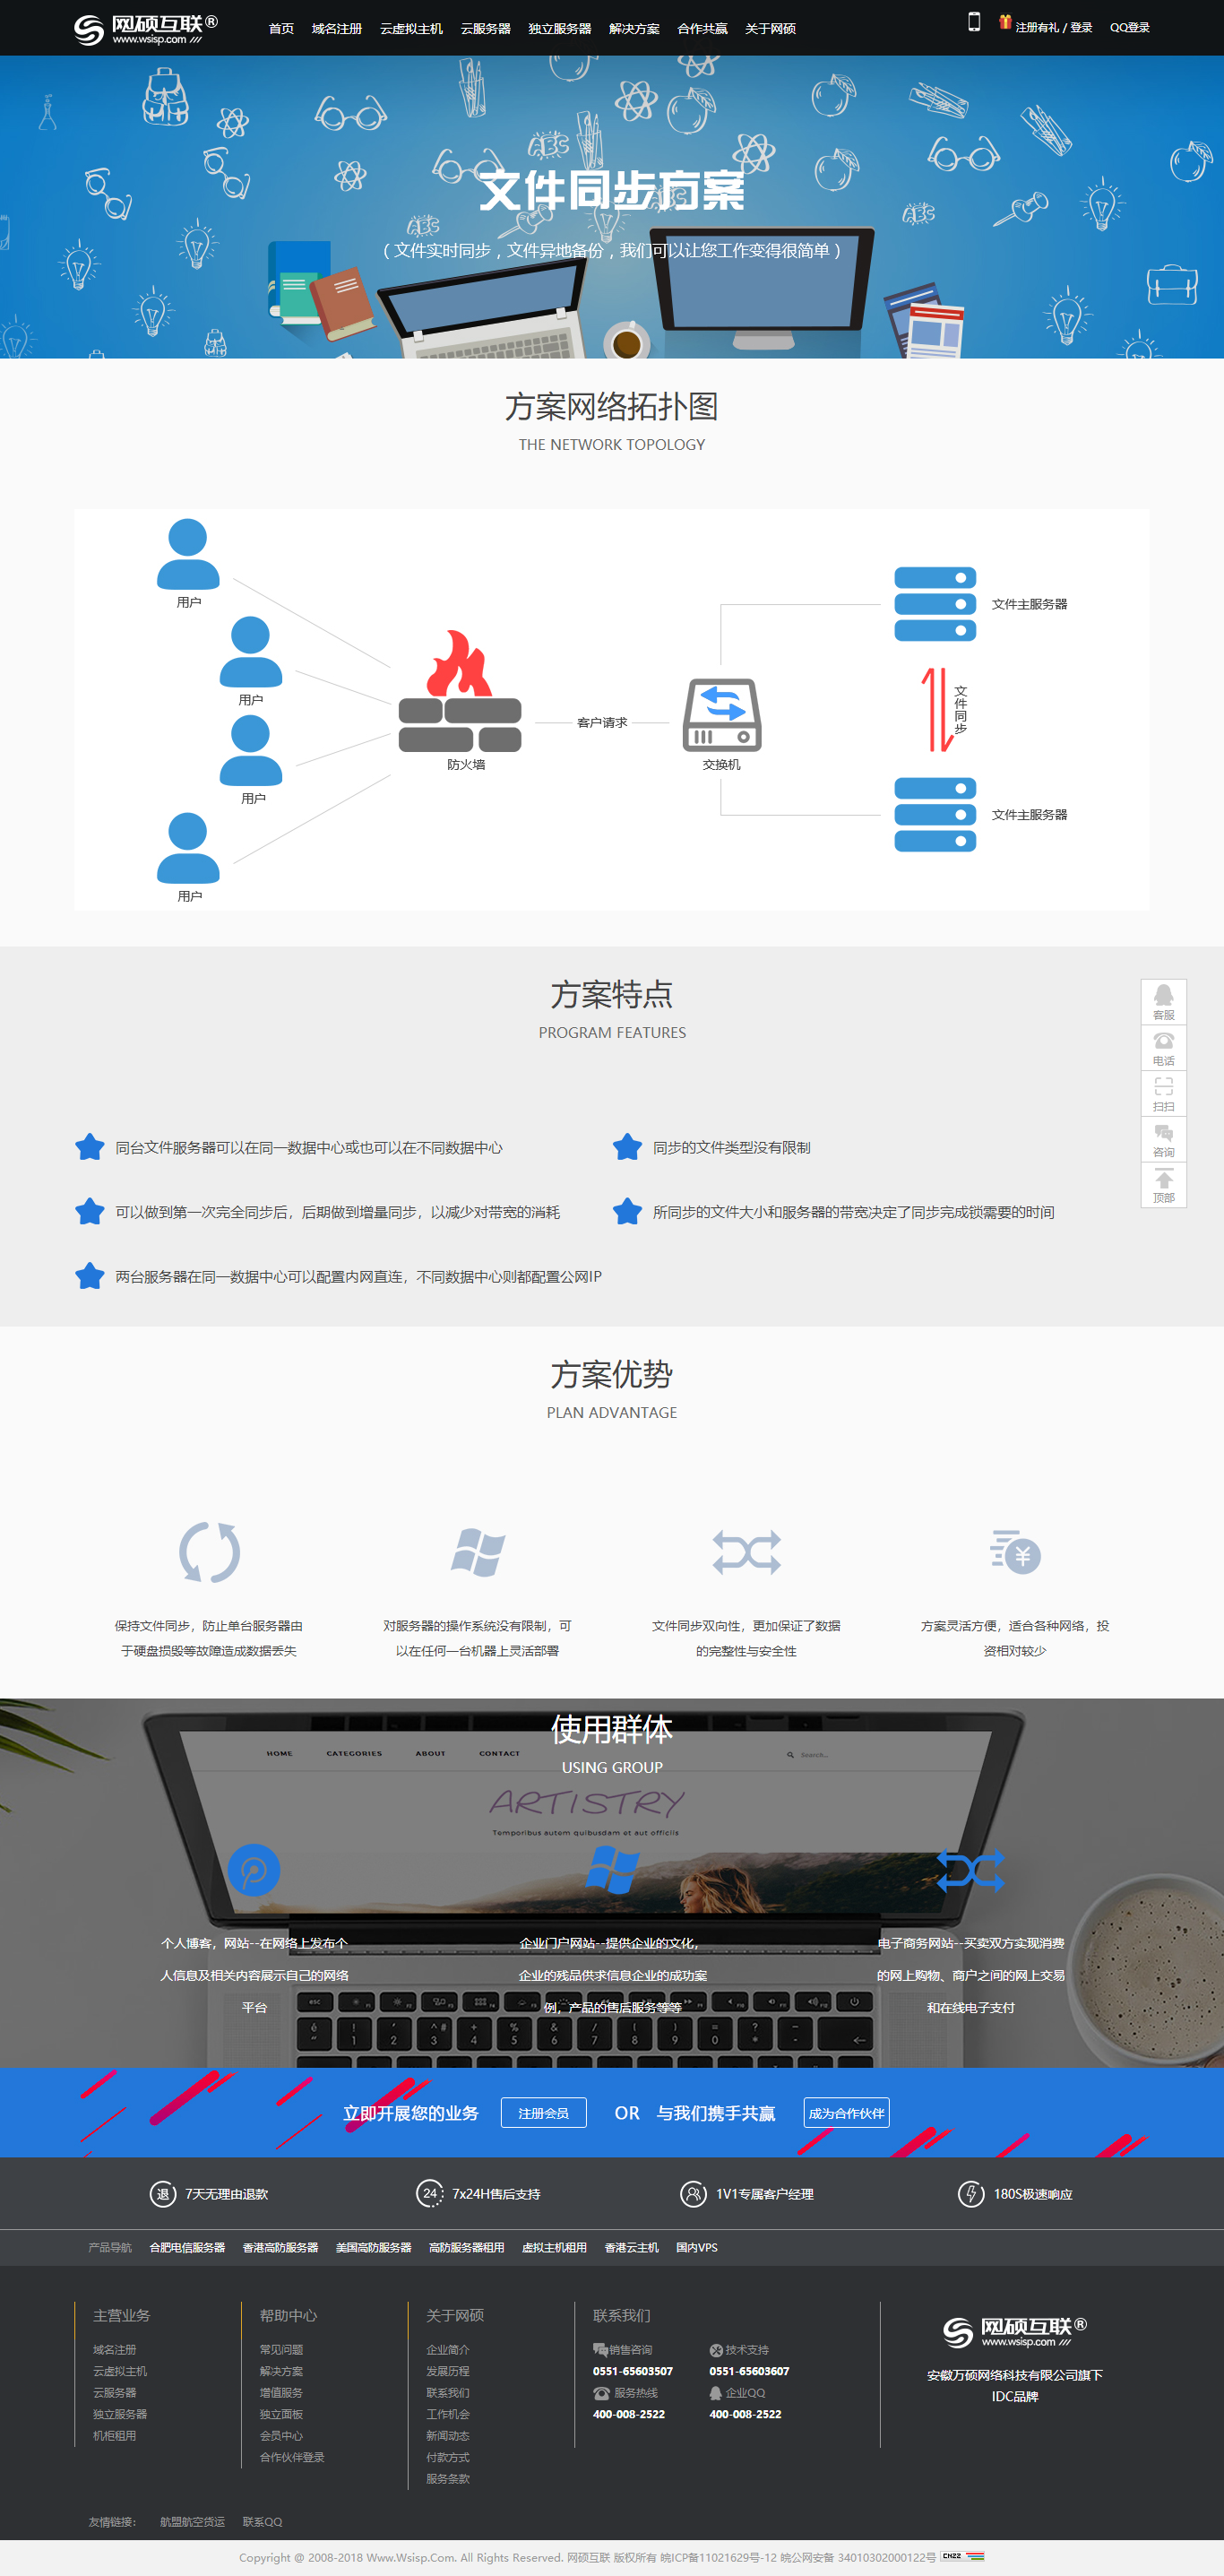 网硕互联®
www.wsisp.com
首页 域名注册 云虚拟主机 云服务器 独立服务器 解决方案 合作共赢 关于网硕
注册有礼 / 登录 QQ登录
文件同步方案
（ 文件实时同步，文件异地备份，我们可以让您工作变得很简单 ）
方案网络拓扑图
THE NETWORK TOPOLOGY
用户
用户
用户
用户
防火墙
客户请求
交换机
文件主服务器
文件同步
文件主服务器
方案特点
PROGRAM FEATURES
客服
电话
扫扫
咨询
顶部
同台文件服务器可以在同一数据中心或也可以在不同数据中心
同步的文件类型没有限制
可以做到第一次完全同步后，后期做到增量同步，以减少对带宽的消耗
所同步的文件大小和服务器的带宽决定了同步完成锁需要的时间
两台服务器在同一数据中心可以配置内网直连，不同数据中心则都配置公网IP
方案优势
PLAN ADVANTAGE
保持文件同步，防止单台服务器由
于硬盘损毁等故障造成数据丢失
对服务器的操作系统没有限制，可
以在任何一台机器上灵活部署
文件同步双向性，更加保证了数据
的完整性与安全性
方案灵活方便，适合各种网络，投
资相对较少
使用群体
USING GROUP
HOME CATEGORIES ABOUT CONTACT
Search...
ARTISTRY
Temporibus autem quibusdam et aut officiis
个人博客，网站--在网络上发布个
人信息及相关内容展示自己的网络
平台
企业门户网站--提供企业的文化，
企业的残品供求信息企业的成功案
例，产品的售后服务等等
电子商务网站--买卖双方实现消费
的网上购物、商户之间的网上交易
和在线电子支付
立即开展您的业务 注册会员 OR 与我们携手共赢 成为合作伙伴
退 7天无理由退款
24 7x24H售后支持
1V1专属客户经理
180S极速响应
产品导航 合肥电信服务器 香港高防服务器 美国高防服务器 高防服务器租用 虚拟主机租用 香港云主机 国内VPS
主营业务
域名注册
云虚拟主机
云服务器
独立服务器
机柜租用
帮助中心
常见问题
解决方案
增值服务
独立面板
会员中心
合作伙伴登录
关于网硕
企业简介
发展历程
联系我们
工作机会
新闻动态
付款方式
服务条款
联系我们
销售咨询
0551-65603507
技术支持
0551-65603607
服务热线
400-008-2522
企业QQ
400-008-2522
网硕互联®
www.wsisp.com
安徽万硕网络科技有限公司旗下
IDC品牌
友情链接： 航盟航空货运 联系QQ
Copyright @ 2008-2018 Www.Wsisp.Com. All Rights Reserved. 网硕互联 版权所有 皖ICP备11021629号-12 皖公网安备 34010302000122号 CNZZ